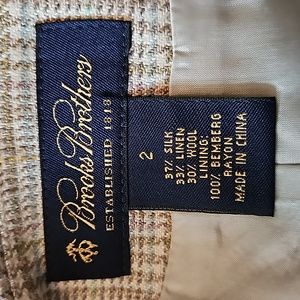 Brooks Brothers
ESTABLISHED 1818
2
37% SILK
33% LINEN
30% WOOL
LINING:
100% BEMBERG
RAYON
MADE IN CHINA